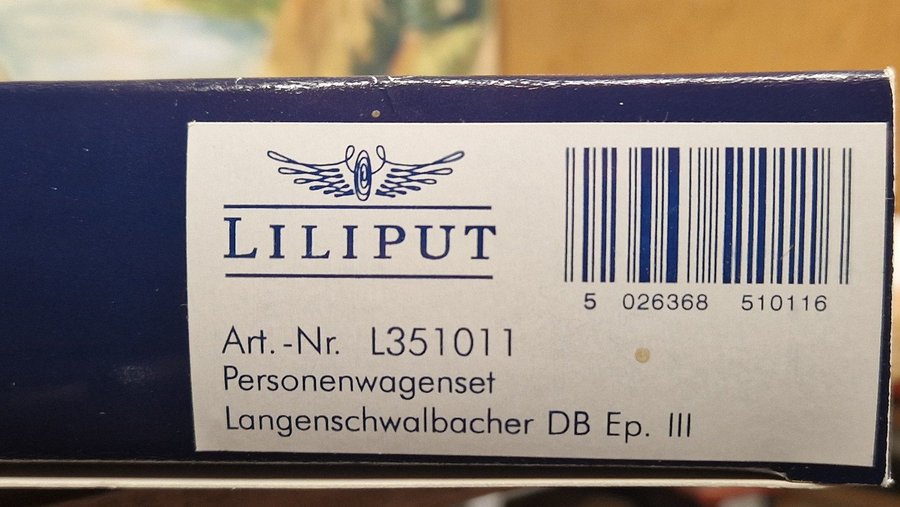 LILIPUT
5 026368 510116
Art.-Nr. L351011
Personenwagenset
Langenschwalbacher DB Ep. III